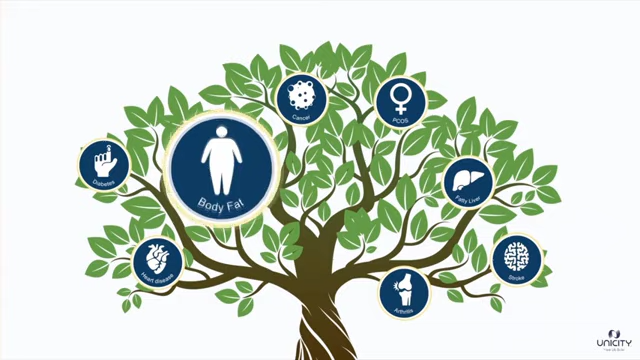 Cancer
PCOS
Diabetes
Body Fat
Fatty Liver
Heart disease
Stroke
Arthritis
UNICITY